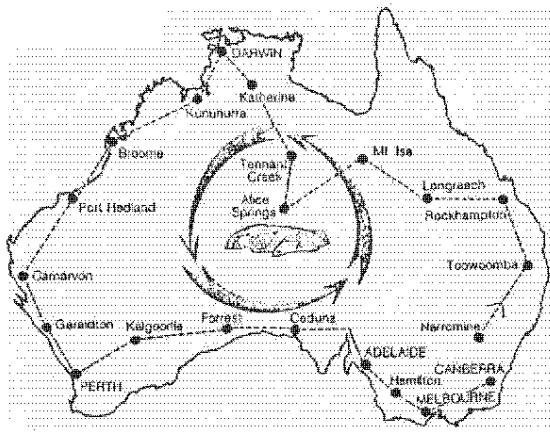 DARWIN
Katherine
Kununurra
Broome
Tennant
Creek
Mt Isa
Alice
Springs
Longreach
Rockhampton
Port Hedland
Toowoomba
Carnarvon
Geraldton
Kalgoorlie
Forrest
Ceduna
Narromine
ADELAIDE
CANBERRA
PERTH
Hamilton
MELBOURNE